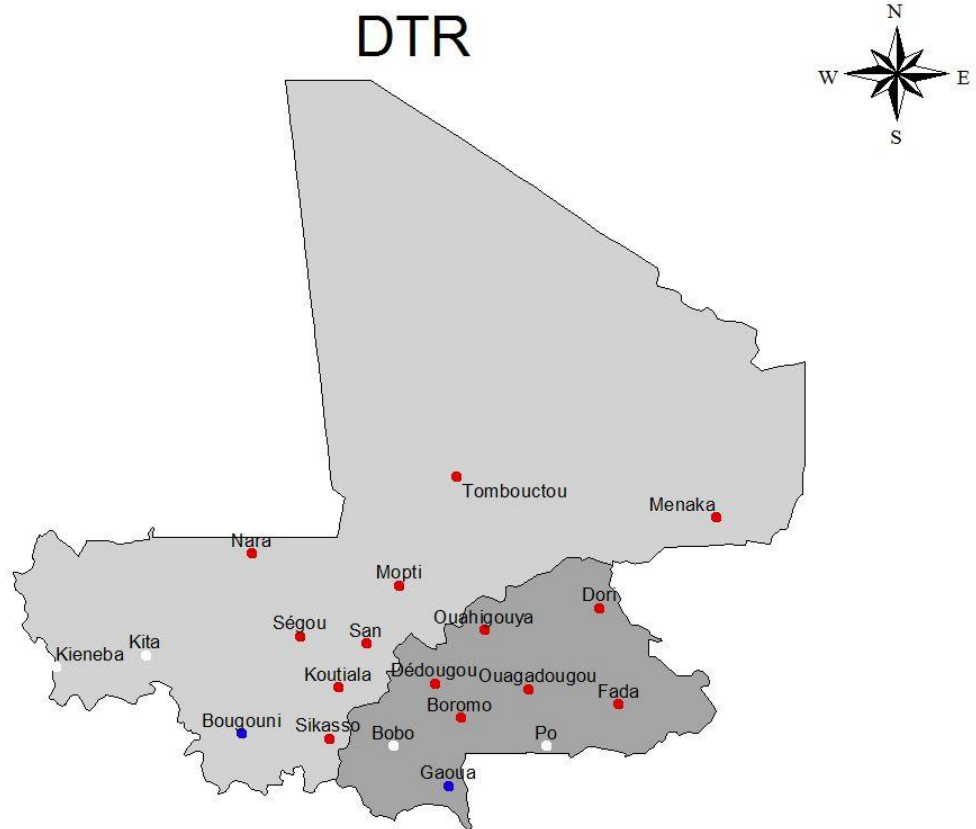 DTR
N
W E
S
Tombouctou
Menaka
Nara
Mopti
Dori
Ségou
San
Ouahigouya
Kita
Kieneba
Koutiala
Dédougou
Ouagadougou
Fada
Boromo
Bougouni
Sikasso
Bobo
Po
Gaoua